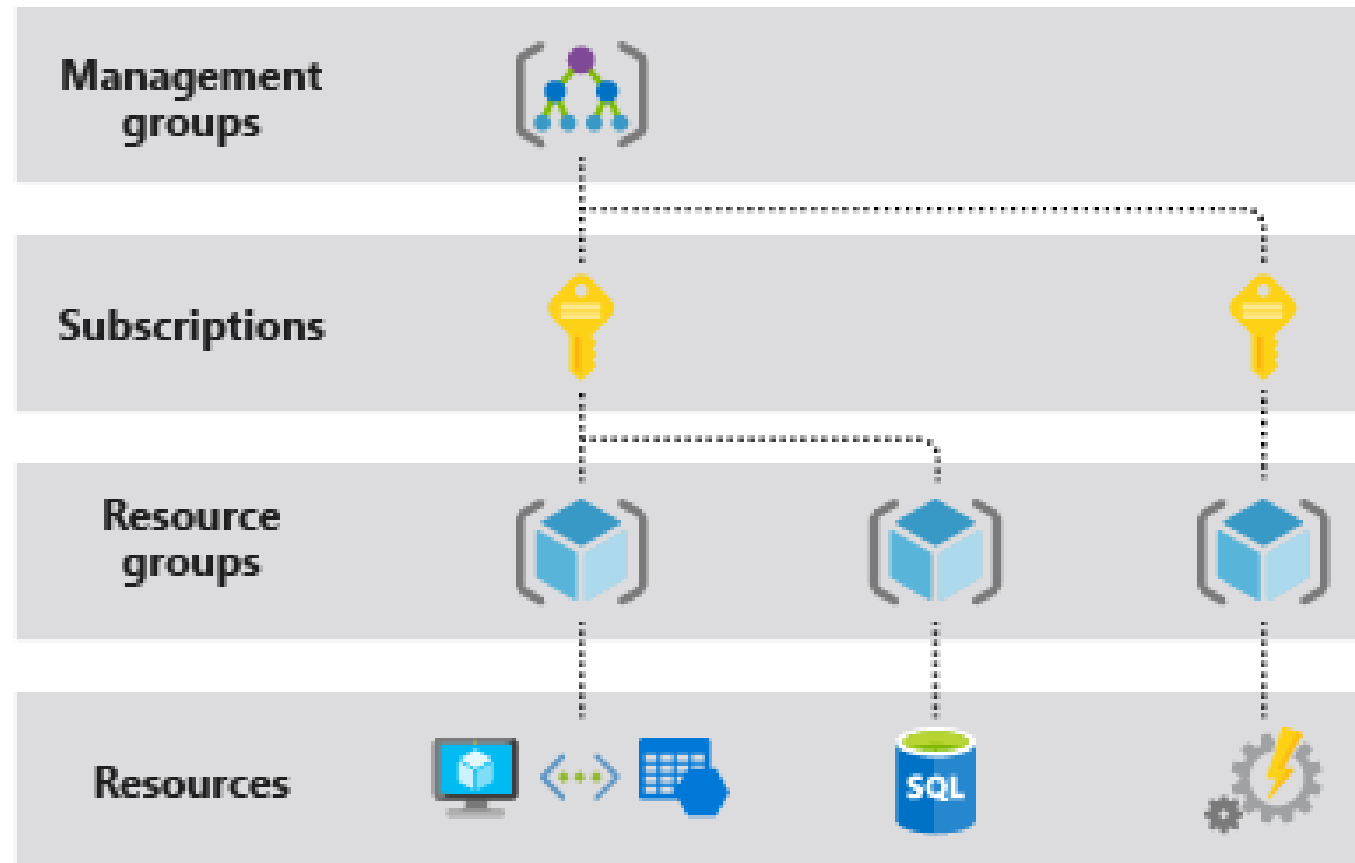 Management
groups
Subscriptions
Resource
groups
Resources
SQL